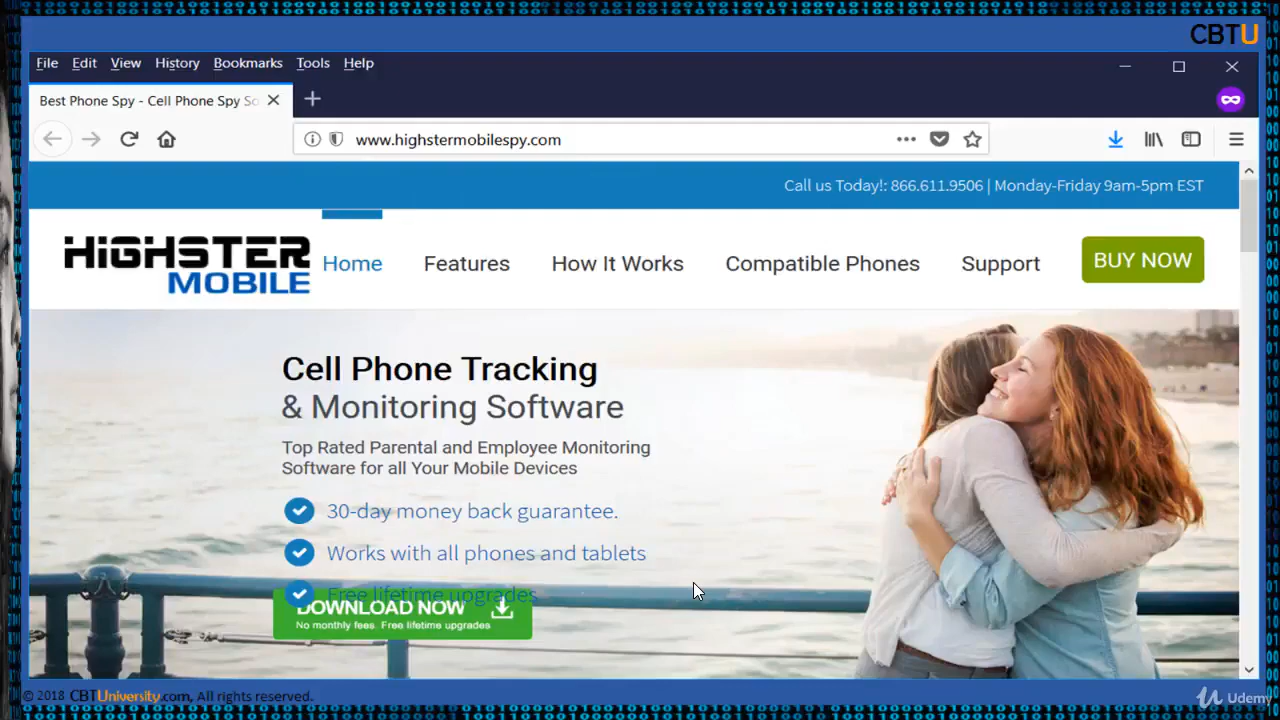 CBTU
File Edit View History Bookmarks Tools Help
Best Phone Spy - Cell Phone Spy So
www.highstermobilespy.com
Call us Today!: 866.611.9506 | Monday-Friday 9am-5pm EST
HiGHSTER
MOBILE
Home Features How It Works Compatible Phones Support BUY NOW
Cell Phone Tracking
& Monitoring Software
Top Rated Parental and Employee Monitoring
Software for all Your Mobile Devices
30-day money back guarantee.
Works with all phones and tablets
Free lifetime upgrades
DOWNLOAD NOW
No monthly fees. Free lifetime upgrades
© 2018 CBTUniversity.com, All rights reserved.
Udemy